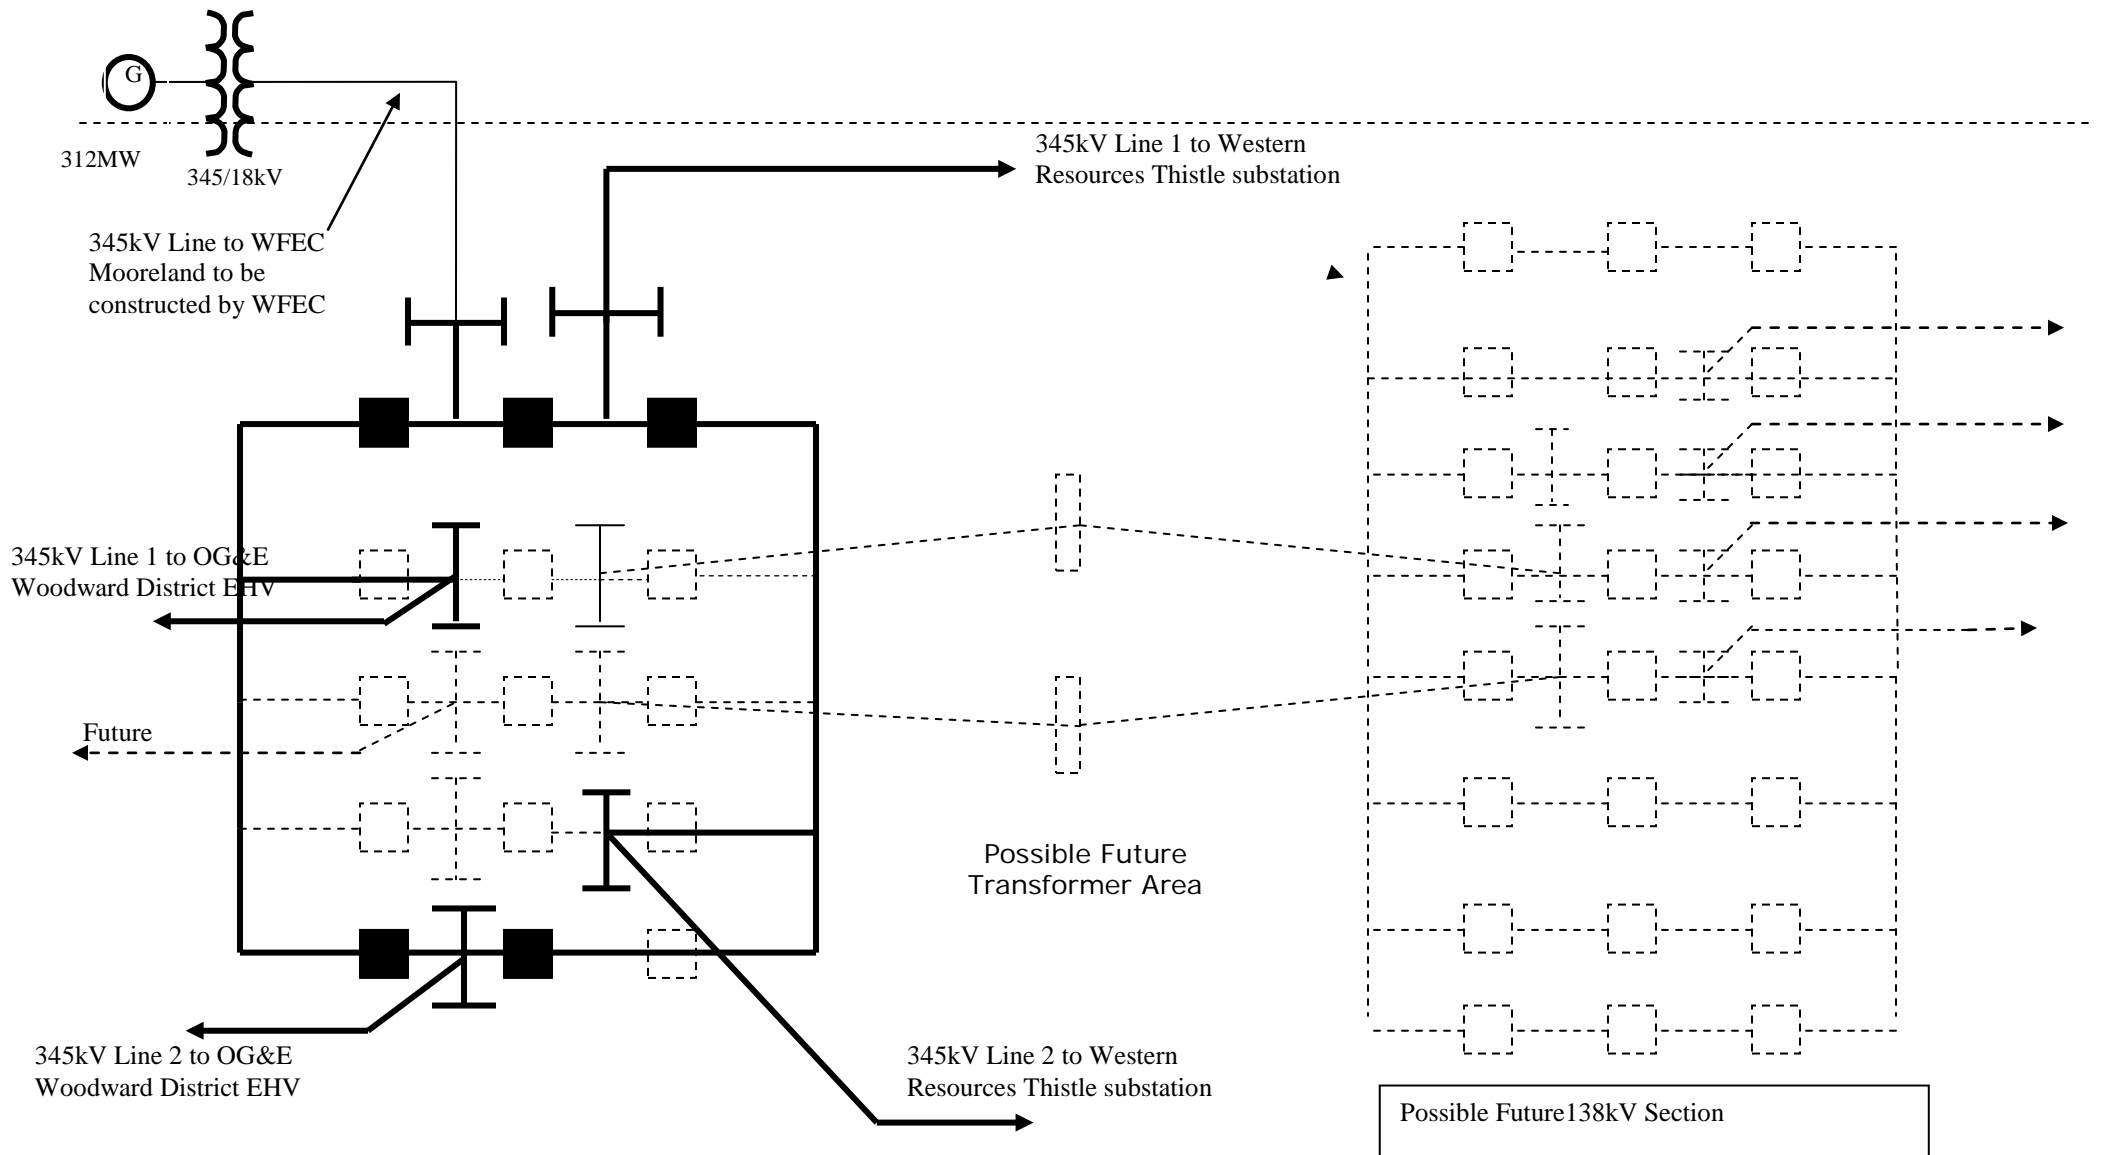 G
312MW
345/18kV
345kV Line 1 to Western
Resources Thistle substation
345kV Line to WFEC
Mooreland to be
constructed by WFEC
345kV Line 1 to OG&E
Woodward District EHV
Future
Possible Future
Transformer Area
345kV Line 2 to OG&E
Woodward District EHV
345kV Line 2 to Western
Resources Thistle substation
Possible Future138kV Section